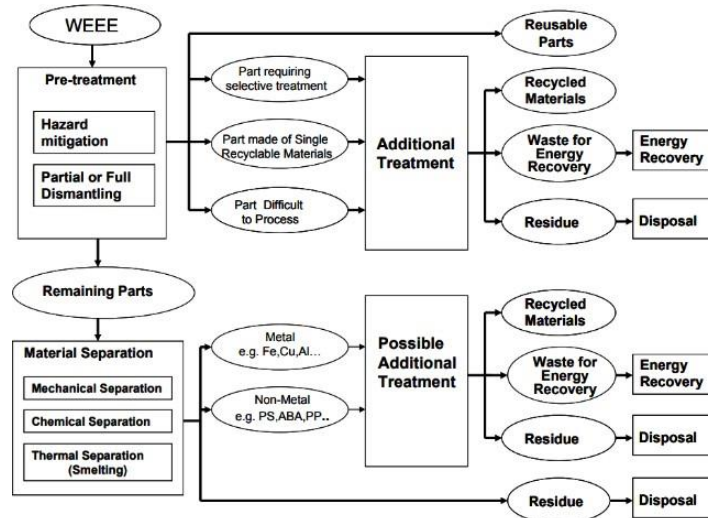 WEEE
Pre-treatment
Hazard
mitigation
Partial or Full
Dismantling
Part requiring
selective treatment
Part made of Single
Recyclable Materials
Part Difficult
to Process
Additional
Treatment
Reusable
Parts
Recycled
Materials
Waste for
Energy
Recovery
Energy
Recovery
Residue
Disposal
Remaining Parts
Material Separation
Mechanical Separation
Chemical Separation
Thermal Separation
(Smelting)
Metal
e.g. Fe,Cu,Al...
Non-Metal
e.g. PS,ABA,PP..
Possible
Additional
Treatment
Recycled
Materials
Waste for
Energy
Recovery
Energy
Recovery
Residue
Disposal
Residue
Disposal